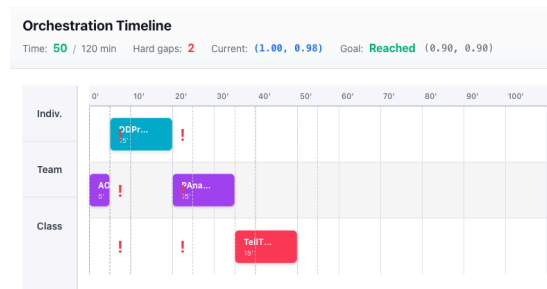 Orchestration Timeline
Time: 50 / 120 min Hard gaps: 2 Current: (1.00, 0.98) Goal: Reached (0.90, 0.90)
0' 10' 20' 30' 40' 50' 60' 70' 80' 90' 100'
Indiv.
! DDPr... !
15'
Team
AC ! PAna...
5' 15'
Class
! ! TellT...
15'